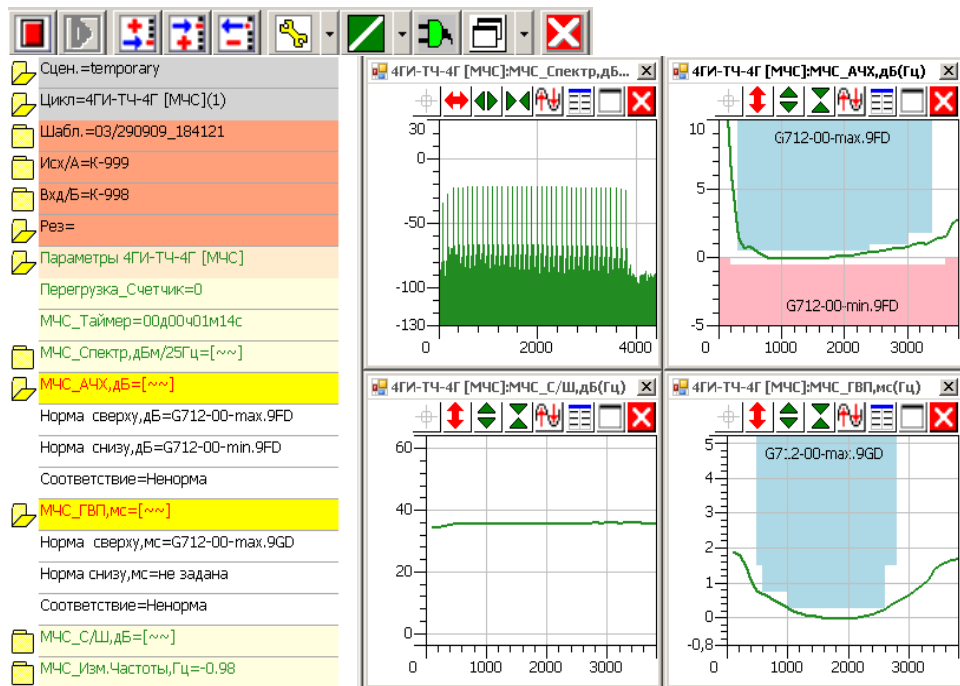 Сцен.=temporary
Цикл=4ГИ-ТЧ-4Г [МЧС](1)
Шабл.=03/290909_184121
Исх/А=К-999
Вхд/Б=К-998
Рез=
Параметры 4ГИ-ТЧ-4Г [МЧС]
Перегрузка_Счетчик=0
МЧС_Таймер=00д00ч01м14с
МЧС_Спектр,дБм/25Гц=[~~]
МЧС_АЧХ,дБ=[~~]
Норма сверху,дБ=G712-00-max.9FD
Норма снизу,дБ=G712-00-min.9FD
Соответствие=Ненорма
МЧС_ГВП,мс=[~~]
Норма сверху,мс=G712-00-max.9GD
Норма снизу,мс=не задана
Соответствие=Ненорма
МЧС_С/Ш,дБ=[~~]
МЧС_Изм.Частоты,Гц=-0.98
4ГИ-ТЧ-4Г [МЧС]:МЧС_Спектр,дБ...
30
0
-50
-100
-130
0 2000 4000
4ГИ-ТЧ-4Г [МЧС]:МЧС_АЧХ,дБ(Гц)
G712-00-max.9FD
10
5
0
G712-00-min.9FD
-5
0 1000 2000 3000
4ГИ-ТЧ-4Г [МЧС]:МЧС_С/Ш,дБ(Гц)
60
40
20
0
0 1000 2000 3000
4ГИ-ТЧ-4Г [МЧС]:МЧС_ГВП,мс(Гц)
5
G712-00-max.9GD
4
3
2
1
0
-0,8
0 1000 2000 3000